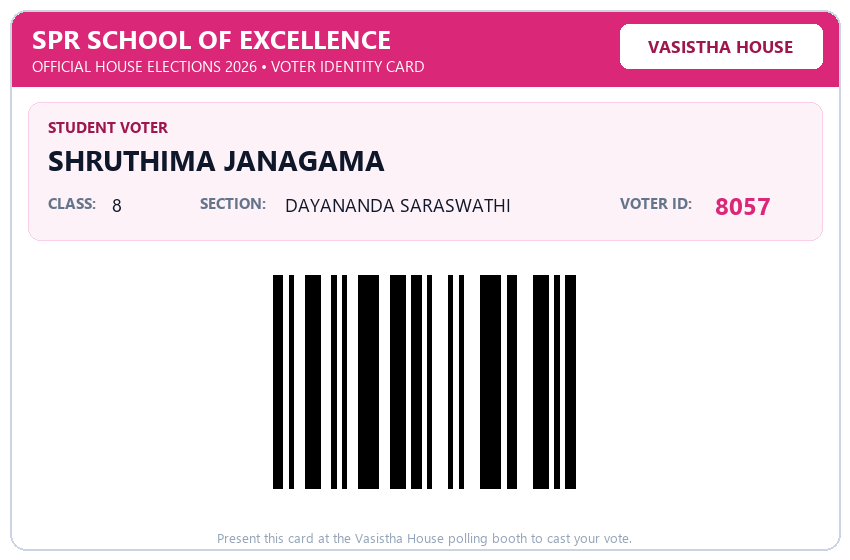 SPR SCHOOL OF EXCELLENCE
OFFICIAL HOUSE ELECTIONS 2026 • VOTER IDENTITY CARD
VASISTHA HOUSE
STUDENT VOTER
SHRUTHIMA JANAGAMA
CLASS: 8 SECTION: DAYANANDA SARASWATHI VOTER ID: 8057
Present this card at the Vasistha House polling booth to cast your vote.